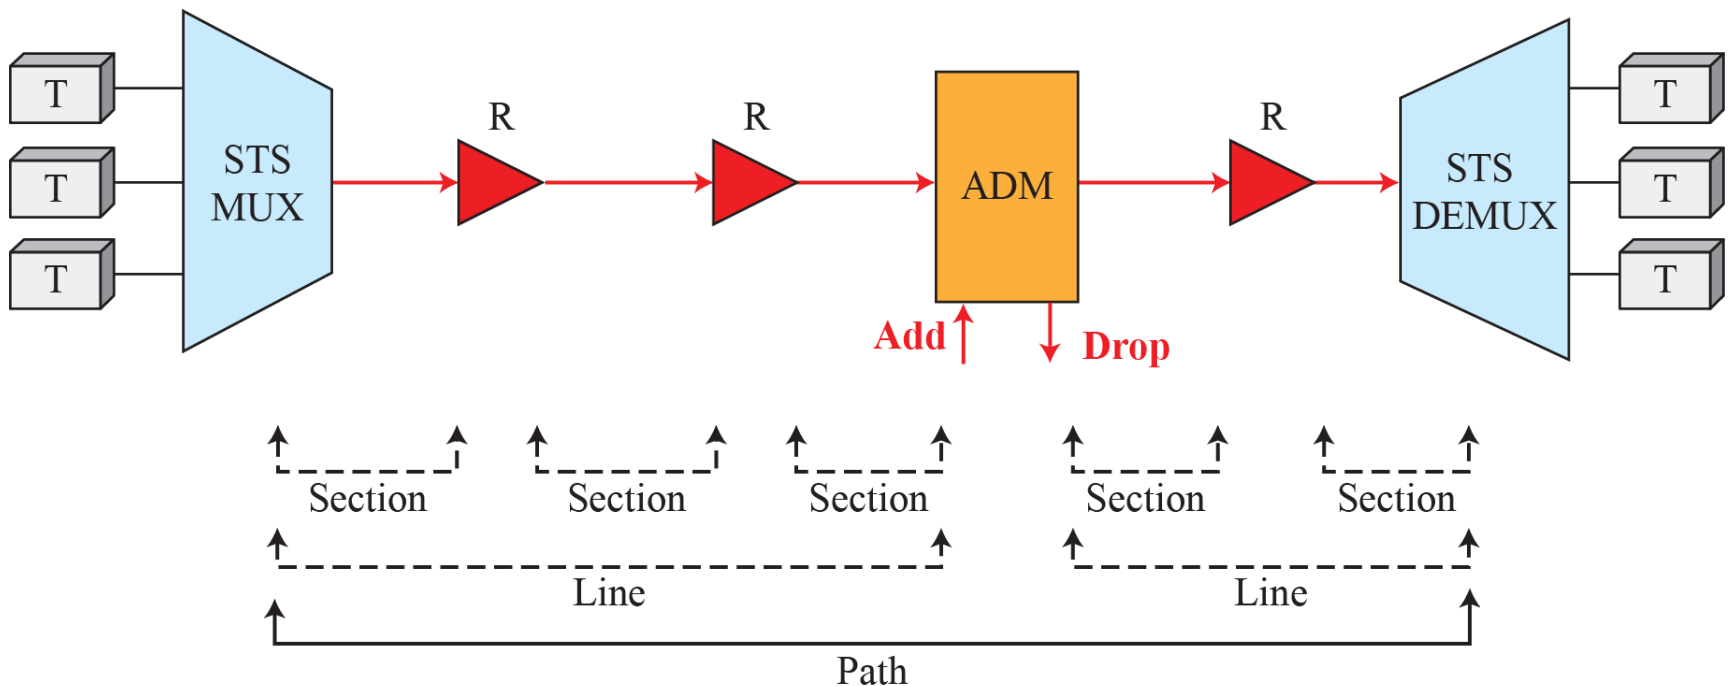 R
R
R
T
T
T
STS
MUX
ADM
STS
DEMUX
T
T
T
Add
Drop
Section
Section
Section
Section
Section
Line
Line
Path